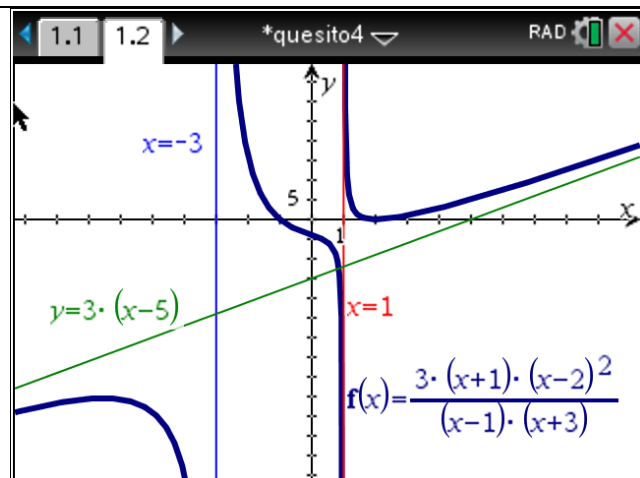 1.1 1.2 *quesito4 RAD
y
x=-3
5
x
1
y=3·(x-5)
x=1
f(x)=3·(x+1)·(x-2)²/(x-1)·(x+3)